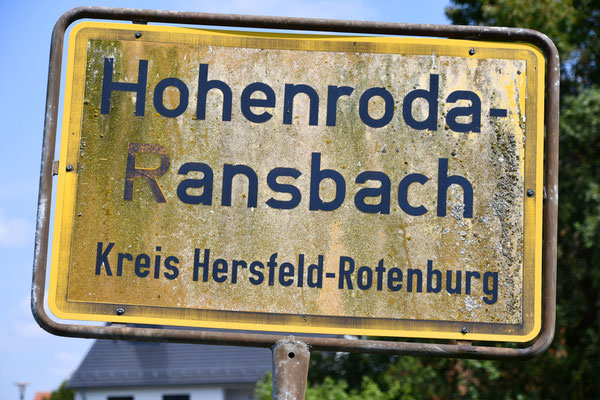 Hohenroda-
Ransbach
Kreis Hersfeld-Rotenburg